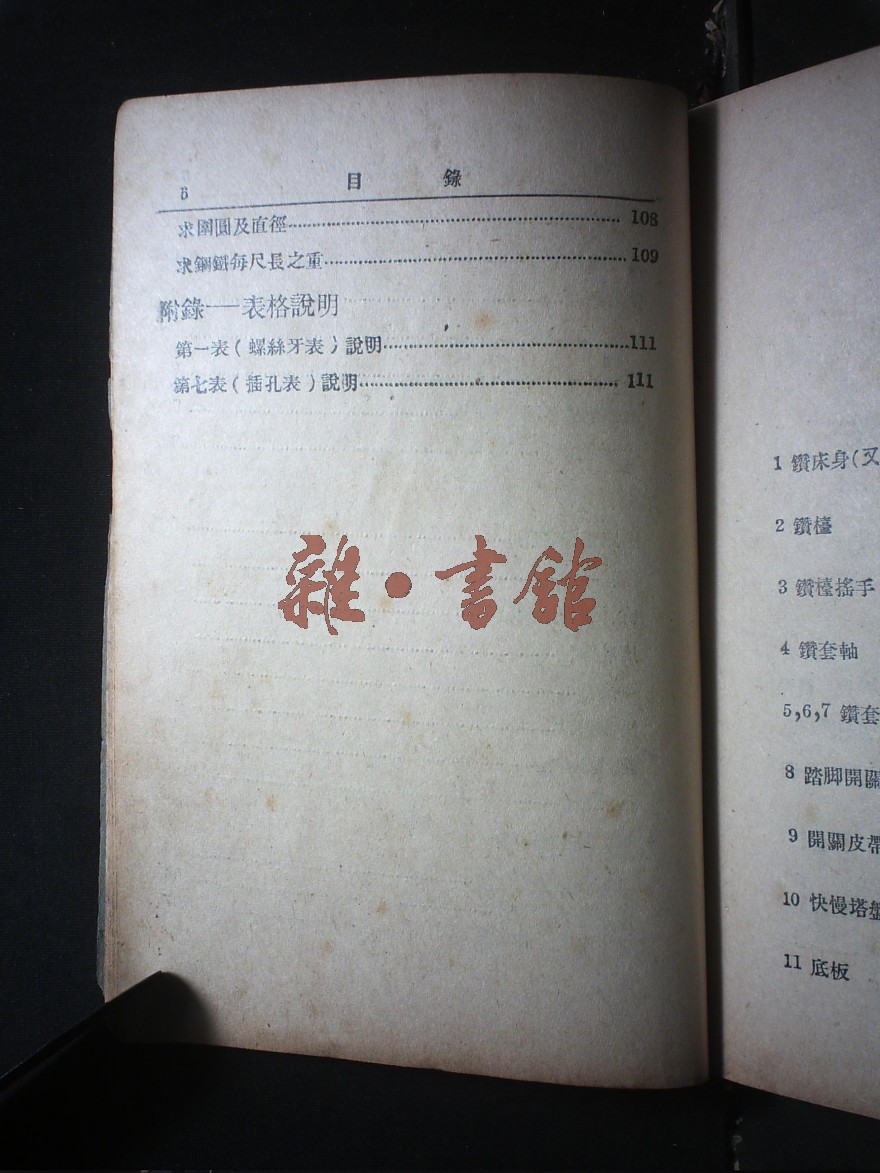 6 目錄
求圍圓及直徑 108
求鋼鐵每尺長之重 109
附錄——表格說明
第一表(螺絲牙表)說明 111
第七表(插孔表)說明 111
雜·書館
1 鑽床身(又
2 鑽檯
3 鑽檯搖手
4 鑽套軸
5,6,7 鑽套
8 踏脚開關
9 開關皮帶
10 快慢塔盤
11 底板